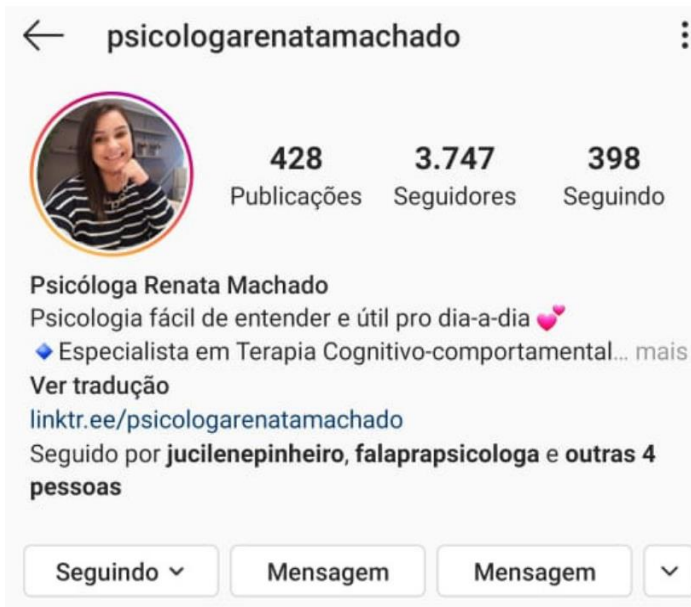 psicologarenatamachado
428 3.747 398
Publicações Seguidores Seguindo
Psicóloga Renata Machado
Psicologia fácil de entender e útil pro dia-a-dia 💕
🔹Especialista em Terapia Cognitivo-comportamental... mais
Ver tradução
linktr.ee/psicologarenatamachado
Seguido por jucilenepinheiro, falaprapsicologa e outras 4
pessoas
Seguindo Mensagem Mensagem